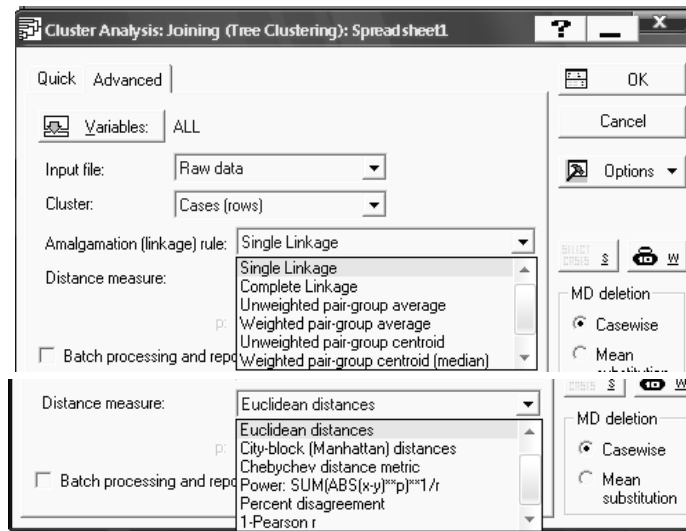 Cluster Analysis: Joining (Tree Clustering): Spreadsheet1
Quick Advanced
OK
Variables: ALL
Cancel
Input file: Raw data
Options
Cluster: Cases (rows)
Amalgamation (linkage) rule: Single Linkage
SELECT CASES S W
Single Linkage
Complete Linkage
Unweighted pair-group average
Weighted pair-group average
Unweighted pair-group centroid
Weighted pair-group centroid (median)
Distance measure:
p:
Batch processing and repo
MD deletion
Casewise
Mean
substitution
Distance measure: Euclidean distances
CASES S W
Euclidean distances
City-block (Manhattan) distances
Chebychev distance metric
Power: SUM(ABS(x-y)**p)**1/r
Percent disagreement
1-Pearson r
p:
Batch processing and repo
MD deletion
Casewise
Mean
substitution